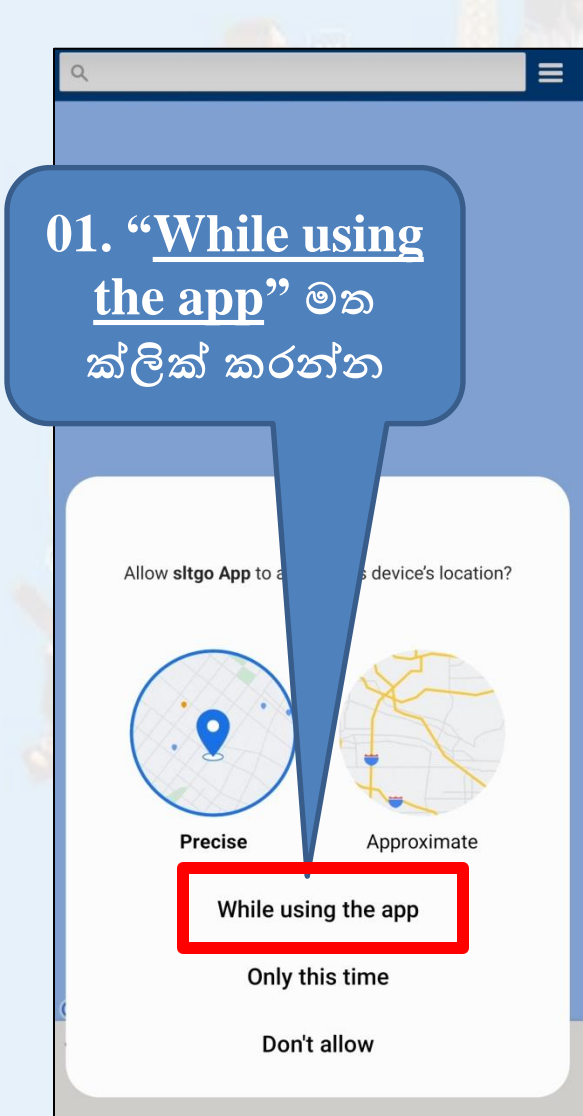 01. “While using
the app” මත
ක්ලික් කරන්න
Allow sltgo App to a s device’s location?
Precise
Approximate
While using the app
Only this time
Don't allow